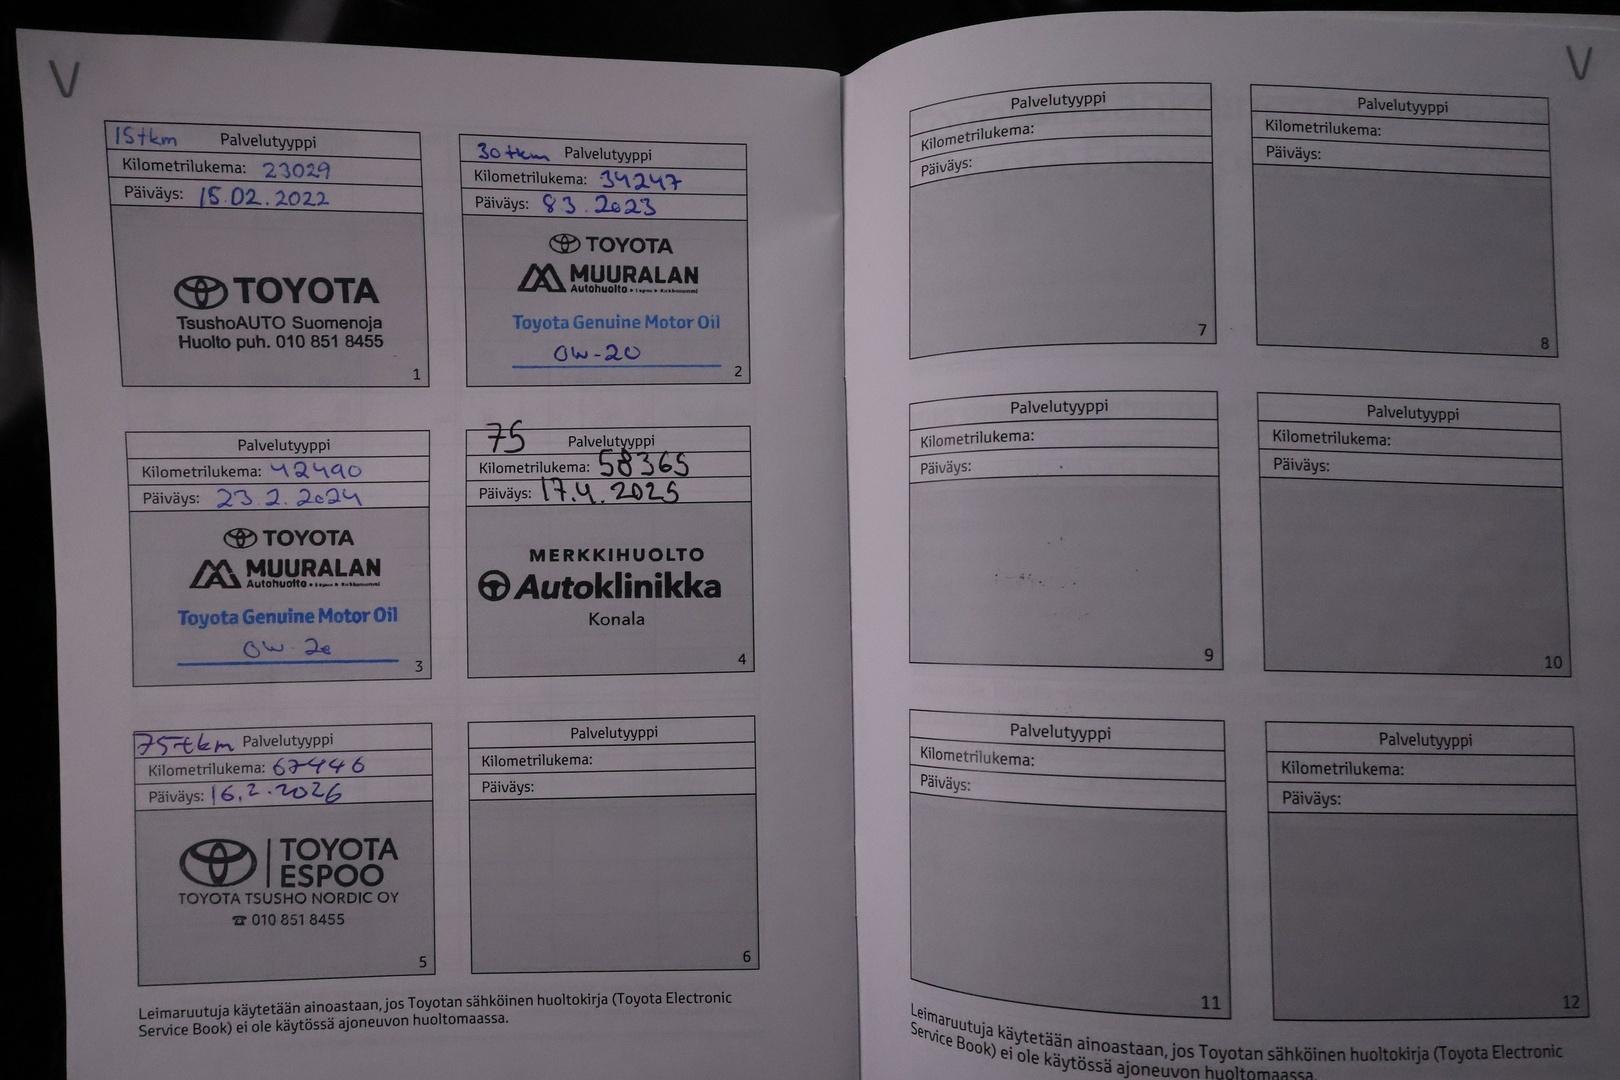 V
15tkm Palvelutyyppi
Kilometrilukema: 23029
Päiväys: 15.02.2022
TOYOTA
TsushoAUTO Suomenoja
Huolto puh. 010 851 8455
1
30tkm Palvelutyyppi
Kilometrilukema: 34247
Päiväys: 8 3.2023
TOYOTA
MUURALAN
Autohuolto • Espoo • Kirkkonummi
Toyota Genuine Motor Oil
0W-20
2
Palvelutyyppi
Kilometrilukema: 42490
Päiväys: 23.2.2024
TOYOTA
MUURALAN
Autohuolto • Espoo • Kirkkonummi
Toyota Genuine Motor Oil
0W-20
3
75 Palvelutyyppi
Kilometrilukema: 58365
Päiväys: 17.4.2025
MERKKIHUOLTO
Autoklinikka
Konala
4
75tkm Palvelutyyppi
Kilometrilukema: 67446
Päiväys: 16.2.2026
TOYOTA
ESPOO
TOYOTA TSUSHO NORDIC OY
☎ 010 851 8455
5
Palvelutyyppi
Kilometrilukema:
Päiväys:
6
Leimaruutuja käytetään ainoastaan, jos Toyotan sähköinen huoltokirja (Toyota Electronic
Service Book) ei ole käytössä ajoneuvon huoltomaassa.
V
Palvelutyyppi
Kilometrilukema:
Päiväys:
7
Palvelutyyppi
Kilometrilukema:
Päiväys:
8
Palvelutyyppi
Kilometrilukema:
Päiväys:
9
Palvelutyyppi
Kilometrilukema:
Päiväys:
10
Palvelutyyppi
Kilometrilukema:
Päiväys:
11
Palvelutyyppi
Kilometrilukema:
Päiväys:
12
Leimaruutuja käytetään ainoastaan, jos Toyotan sähköinen huoltokirja (Toyota Electronic
Service Book) ei ole käytössä ajoneuvon huoltomaassa.